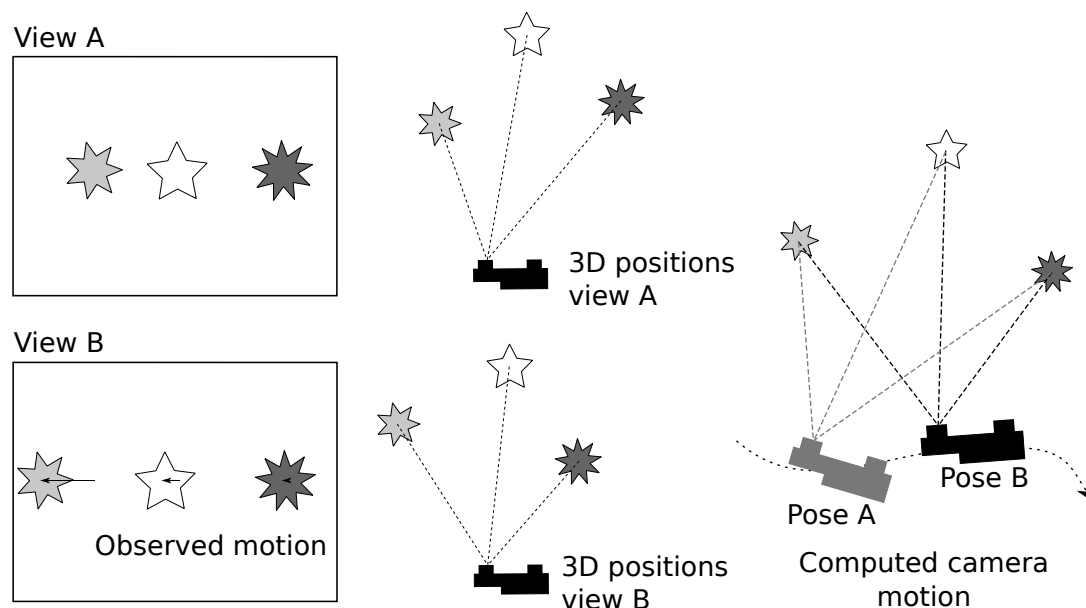 View A
3D positions
view A
View B
Observed motion
3D positions
view B
Pose A
Pose B
Computed camera
motion